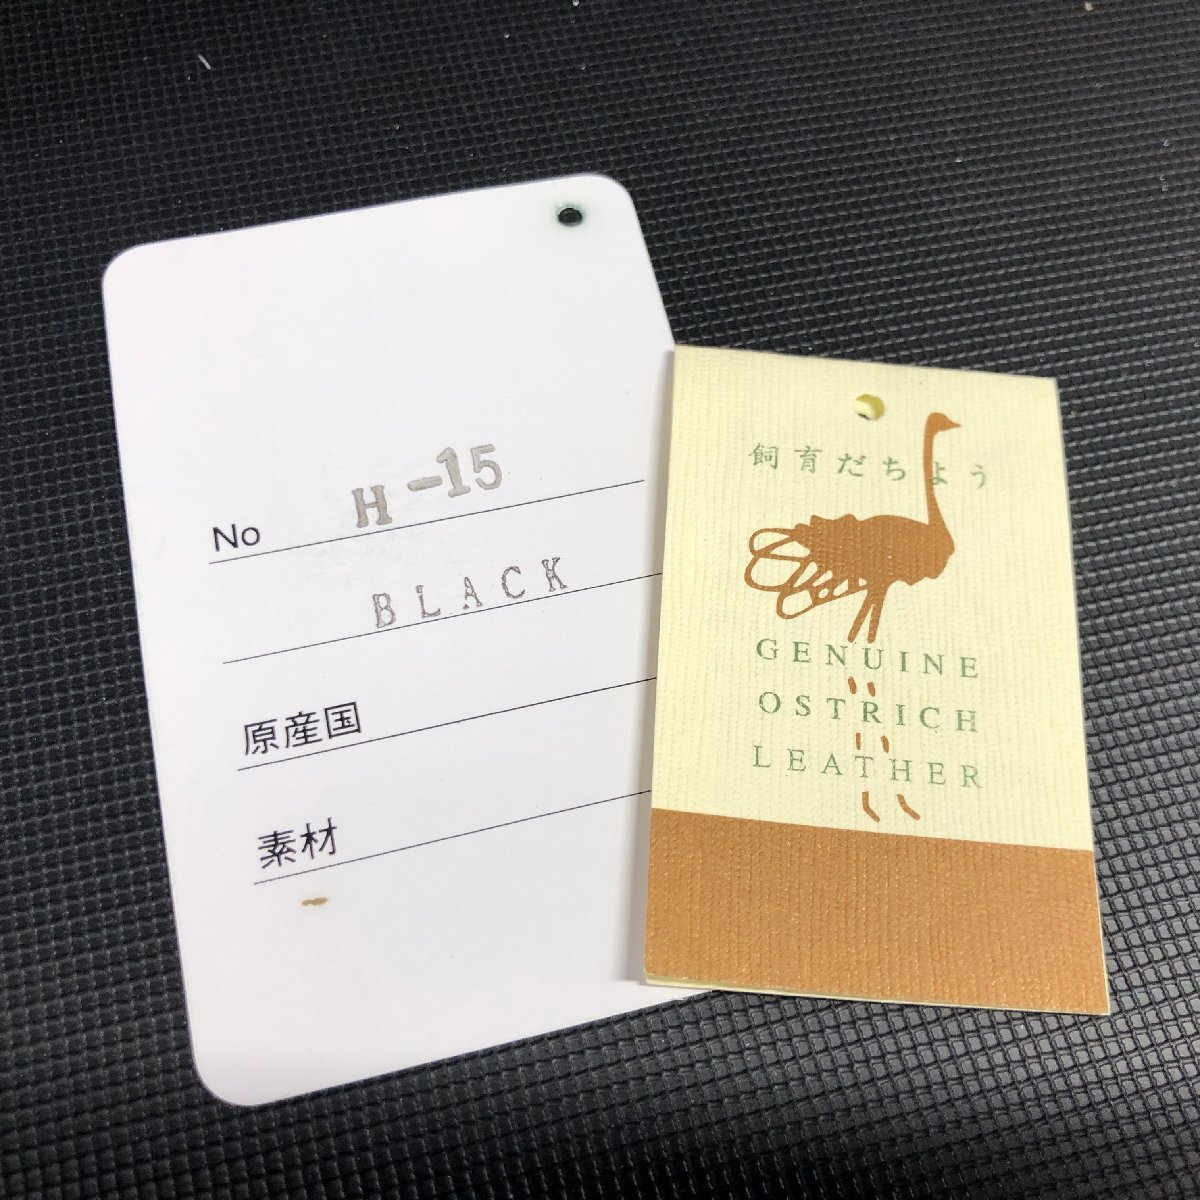 No H-15
BLACK
原産国
素材
飼育だちょう
GENUINE
OSTRICH
LEATHER